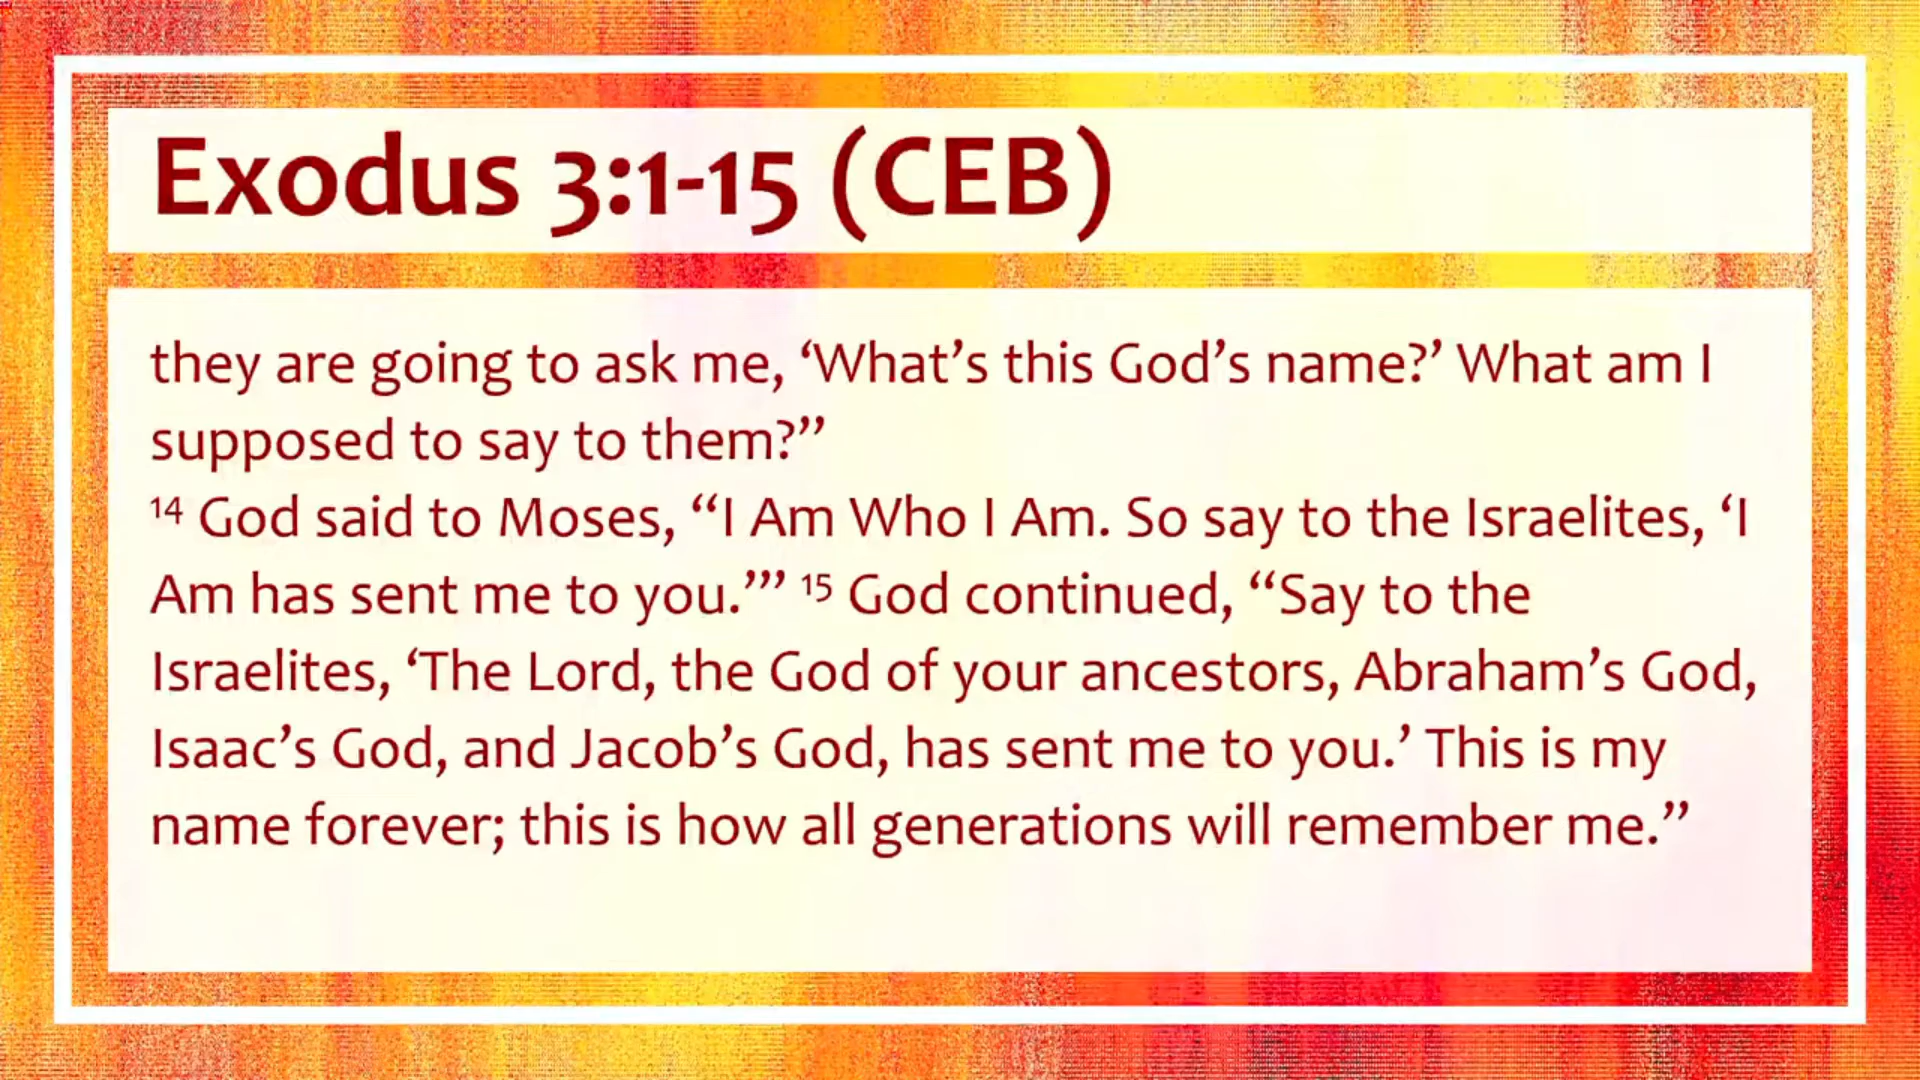 Exodus 3:1-15 (CEB)
they are going to ask me, ‘What’s this God’s name?’ What am I
supposed to say to them?”
¹⁴ God said to Moses, “I Am Who I Am. So say to the Israelites, ‘I
Am has sent me to you.’” ¹⁵ God continued, “Say to the
Israelites, ‘The Lord, the God of your ancestors, Abraham’s God,
Isaac’s God, and Jacob’s God, has sent me to you.’ This is my
name forever; this is how all generations will remember me.”